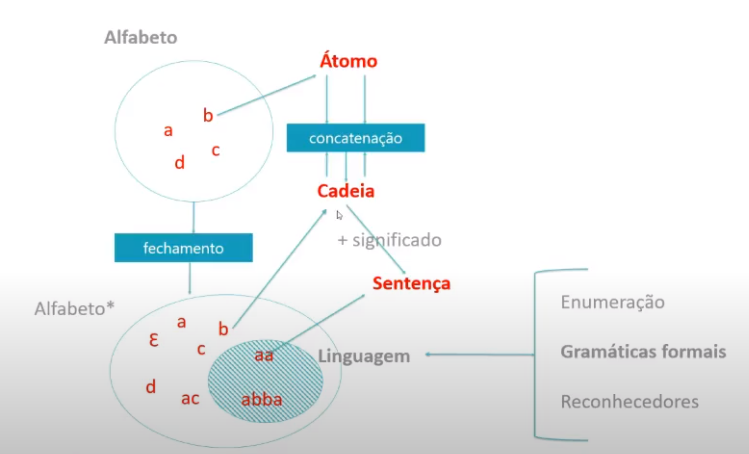 Alfabeto
Átomo
b
a
c
d
concatenação
Cadeia
+ significado
fechamento
Sentença
Alfabeto*
a
b
ε
c
aa
d
ac
abba
Linguagem
Enumeração
Gramáticas formais
Reconhecedores